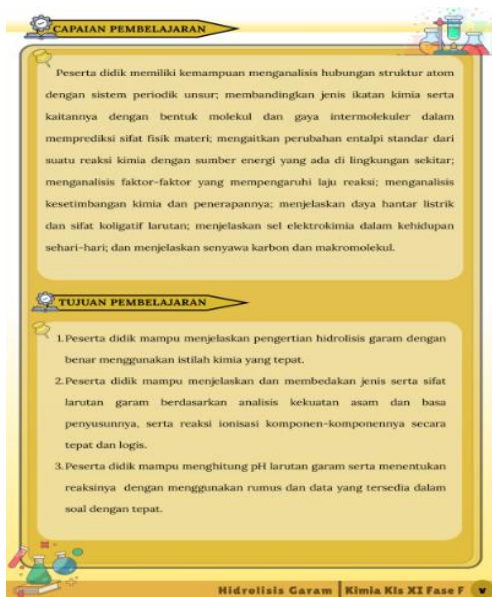 CAPAIAN PEMBELAJARAN
Peserta didik memiliki kemampuan menganalisis hubungan struktur atom
dengan sistem periodik unsur; membandingkan jenis ikatan kimia serta
kaitannya dengan bentuk molekul dan gaya intermolekuler dalam
memprediksi sifat fisik materi; mengaitkan perubahan entalpi standar dari
suatu reaksi kimia dengan sumber energi yang ada di lingkungan sekitar;
menganalisis faktor-faktor yang mempengaruhi laju reaksi; menganalisis
kesetimbangan kimia dan penerapannya; menjelaskan daya hantar listrik
dan sifat koligatif larutan; menjelaskan sel elektrokimia dalam kehidupan
sehari-hari; dan menjelaskan senyawa karbon dan makromolekul.
TUJUAN PEMBELAJARAN
1.Peserta didik mampu menjelaskan pengertian hidrolisis garam dengan
benar menggunakan istilah kimia yang tepat.
2.Peserta didik mampu menjelaskan dan membedakan jenis serta sifat
larutan garam berdasarkan analisis kekuatan asam dan basa
penyusunnya, serta reaksi ionisasi komponen-komponennya secara
tepat dan logis.
3.Peserta didik mampu menghitung pH larutan garam serta menentukan
reaksinya dengan menggunakan rumus dan data yang tersedia dalam
soal dengan tepat.
Hidrolisis Garam | Kimia Kls XI Fase F v